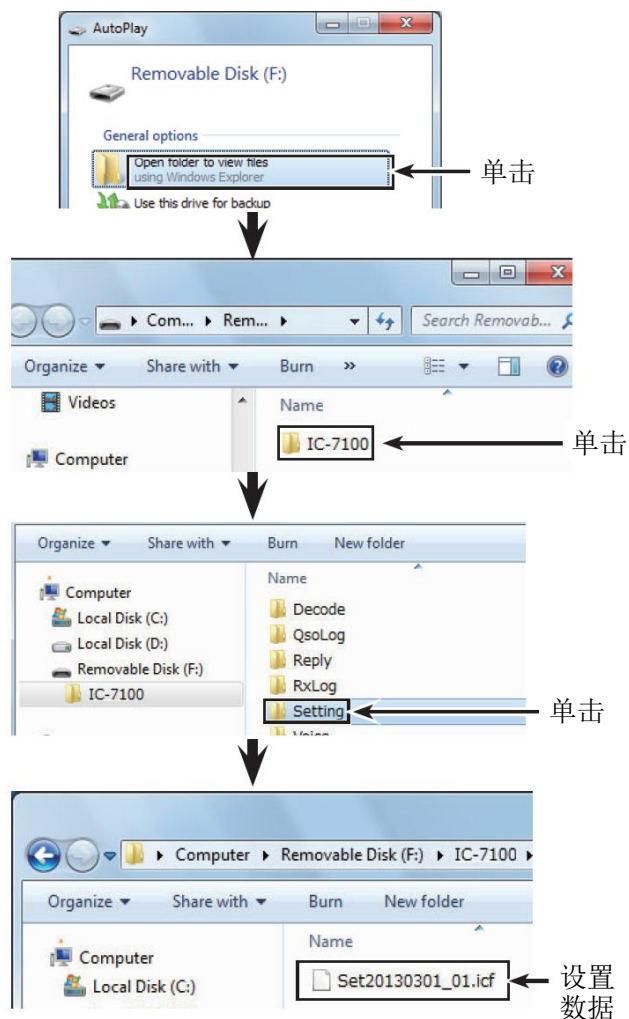 AutoPlay
Removable Disk (F:)
General options
Open folder to view files
using Windows Explorer
单击
Use this drive for backup
Com... Rem... Search Removab...
Organize Share with Burn »
Videos
Name
IC-7100
单击
Computer
Organize Share with Burn New folder
Name
Computer
Decode
Local Disk (C:)
QsoLog
Local Disk (D:)
Reply
Removable Disk (F:)
RxLog
IC-7100
Setting
单击
Voice
Computer Removable Disk (F:) IC-7100
Organize Share with Burn New folder
Name
Computer
Set20130301_01.icf
设置
数据
Local Disk (C:)